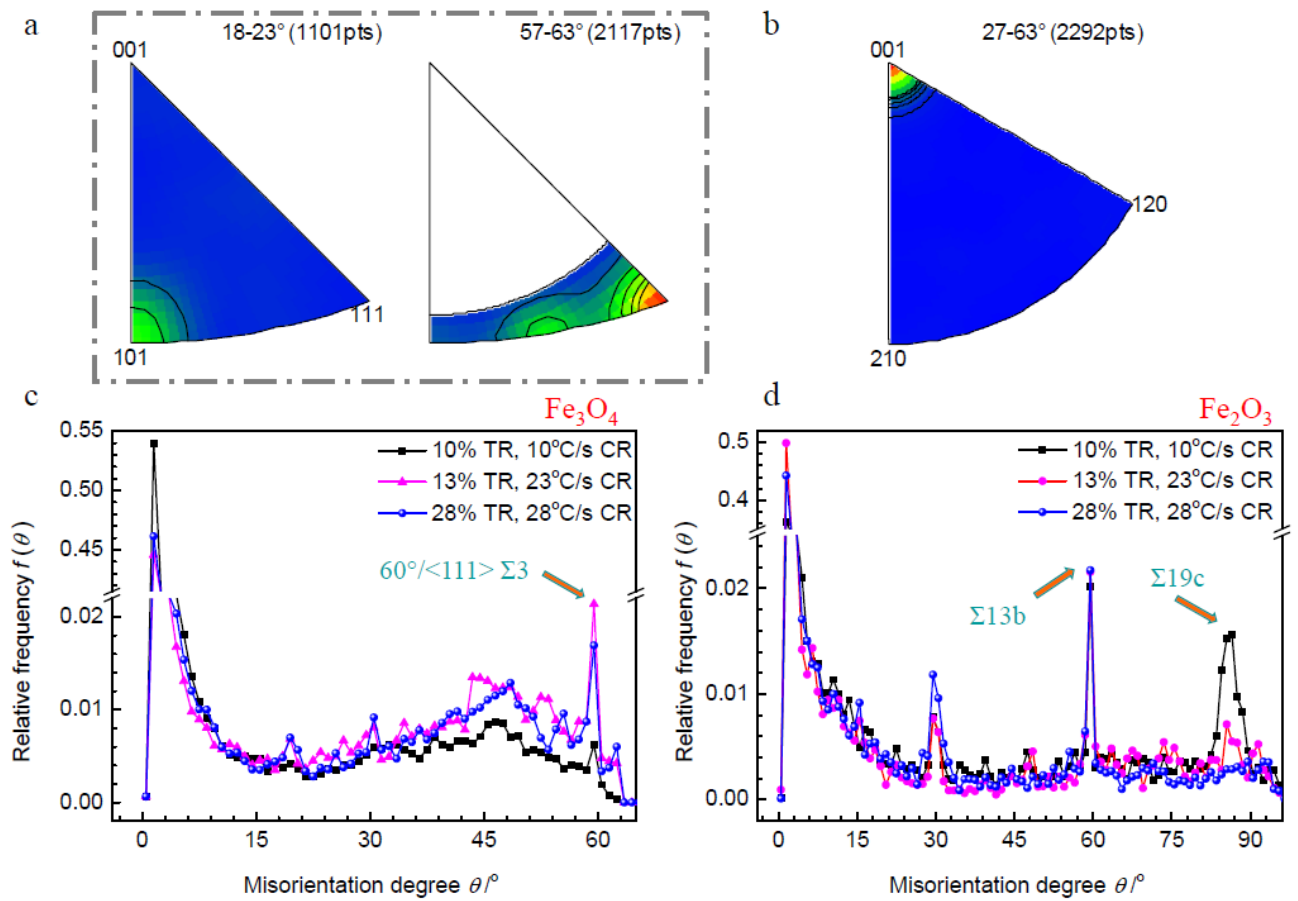 a
18-23° (1101pts)
57-63° (2117pts)
001
111
101
b
27-63° (2292pts)
001
120
210
c
Fe₃O₄
0.55
0.50
0.45
0.02
0.01
0.00
10% TR, 10°C/s CR
13% TR, 23°C/s CR
28% TR, 28°C/s CR
60°/<111> Σ3
Relative frequency f (θ)
0 15 30 45 60
Misorientation degree θ /°
d
Fe₂O₃
0.5
0.4
0.02
0.01
0.00
10% TR, 10°C/s CR
13% TR, 23°C/s CR
28% TR, 28°C/s CR
Σ13b
Σ19c
Relative frequency f (θ)
0 15 30 45 60 75 90
Misorientation degree θ /°